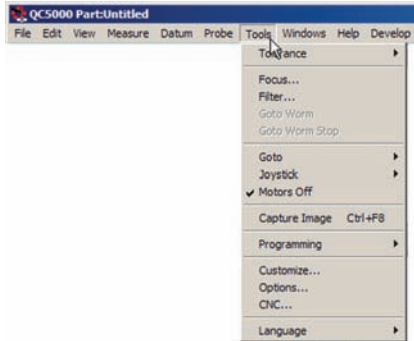 QC5000 Part:Untitled
File Edit View Measure Datum Probe Tools Windows Help Develop
Tolerance
Focus...
Filter...
Goto Worm
Goto Worm Stop
Goto
Joystick
Motors Off
Capture Image Ctrl+F8
Programming
Customize...
Options...
CNC...
Language